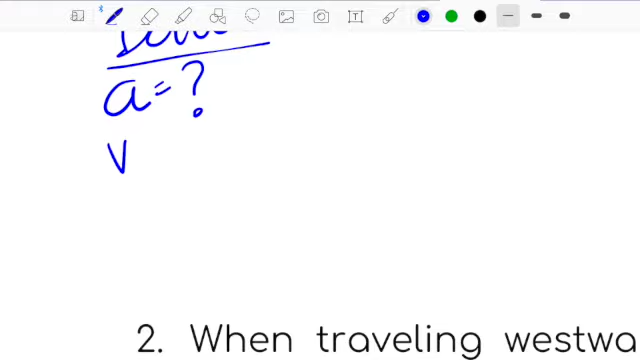 a = ?
V
2. When traveling westwa